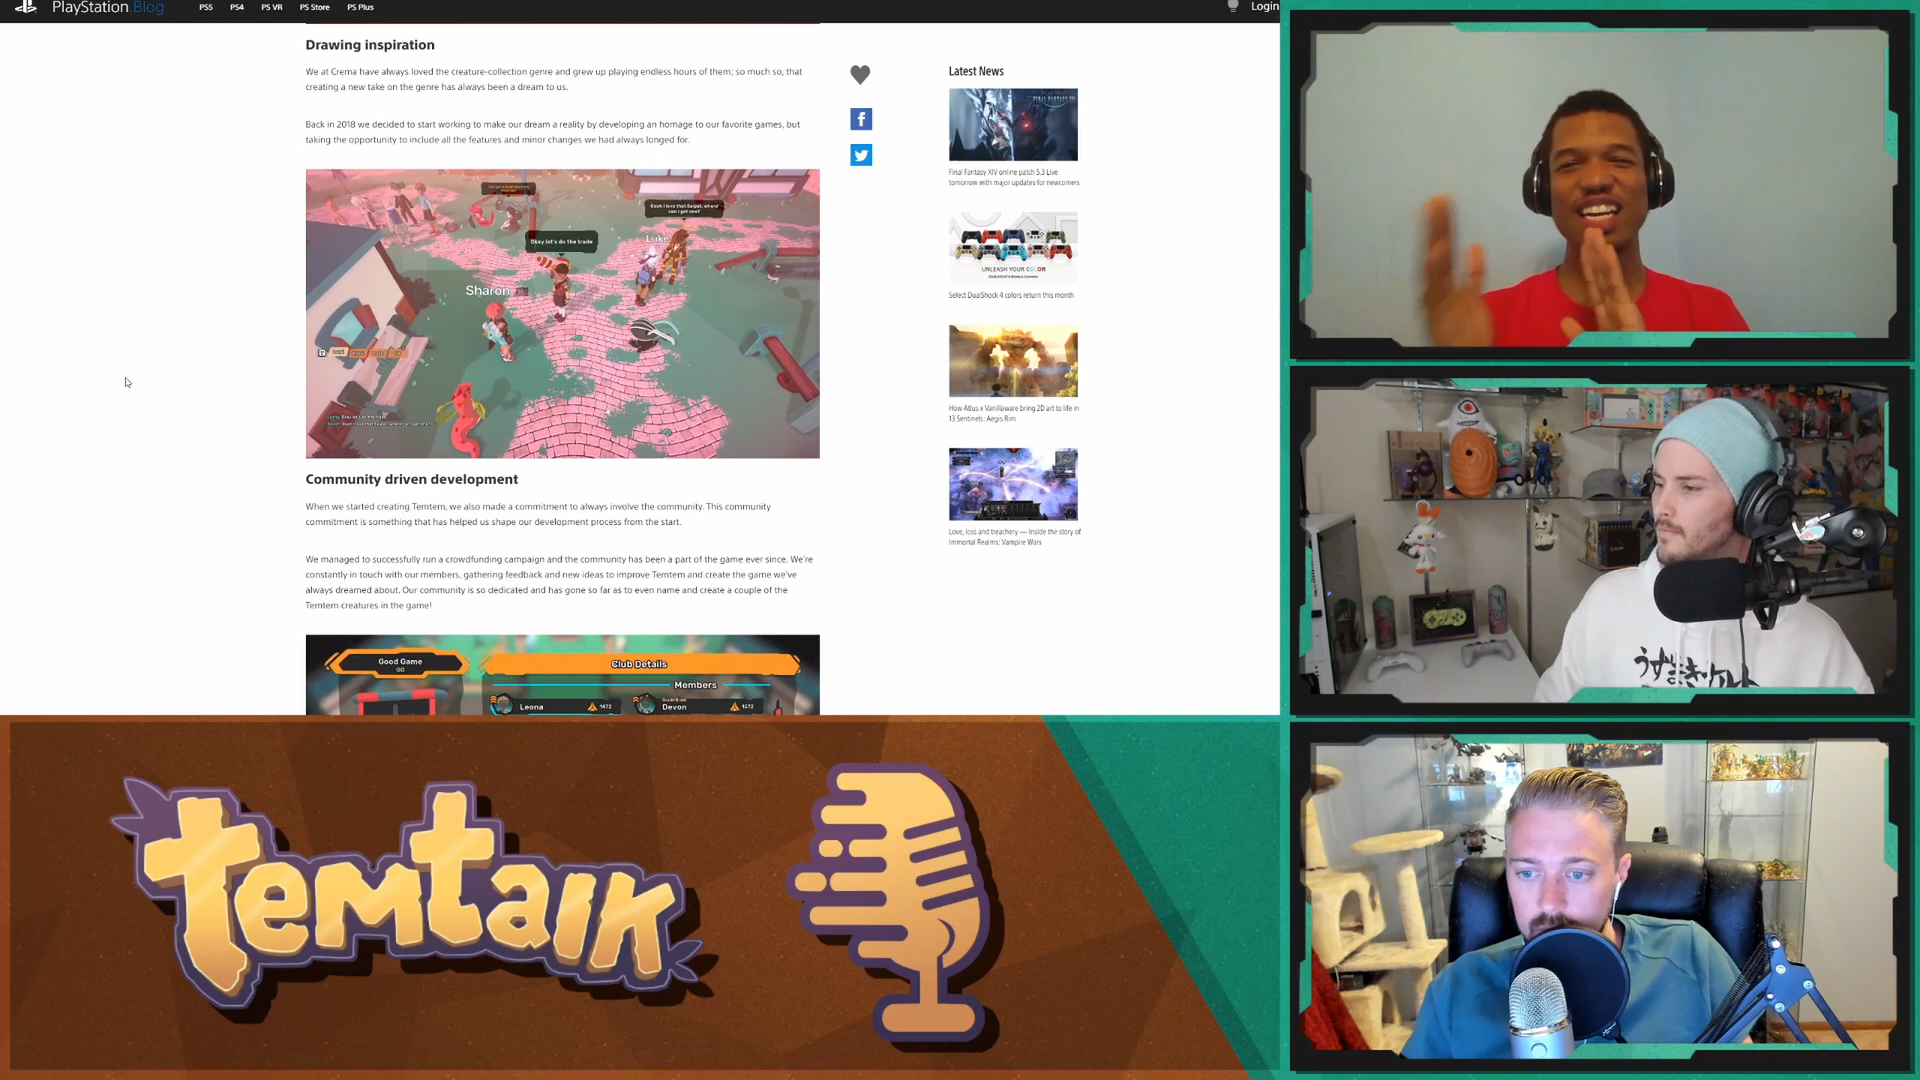 PlayStation.Blog
PS5
PS4
PS VR
PS Store
PS Plus
Login
Drawing inspiration
We at Crema have always loved the creature-collection genre and grew up playing endless hours of them; so much so, that
creating a new take on the genre has always been a dream to us.
Back in 2018 we decided to start working to make our dream a reality by developing an homage to our favorite games, but
taking the opportunity to include all the features and minor changes we had always longed for.
Gosh I love that Saipat, where
can I get one?
Okay let's do the trade
Luke
Sharon
Community driven development
When we started creating Temtem, we also made a commitment to always involve the community. This community
commitment is something that has helped us shape our development process from the start.
We managed to successfully run a crowdfunding campaign and the community has been a part of the game ever since. We're
constantly in touch with our members, gathering feedback and new ideas to improve Temtem and create the game we've
always dreamed about. Our community is so dedicated and has gone so far as to even name and create a couple of the
Temtem creatures in the game!
Good Game
GG
Club Details
Members
Leona
1472
Guardian
Devon
1572
Latest News
Final Fantasy XIV online patch 5.3 Live
tomorrow with major updates for newcomers
UNLEASH YOUR COLOR
Select DualShock 4 colors return this month
How Atlus x Vanillaware bring 2D art to life in
13 Sentinels: Aegis Rim
Love, loss and treachery — Inside the story of
Immortal Realms: Vampire Wars
temtalk